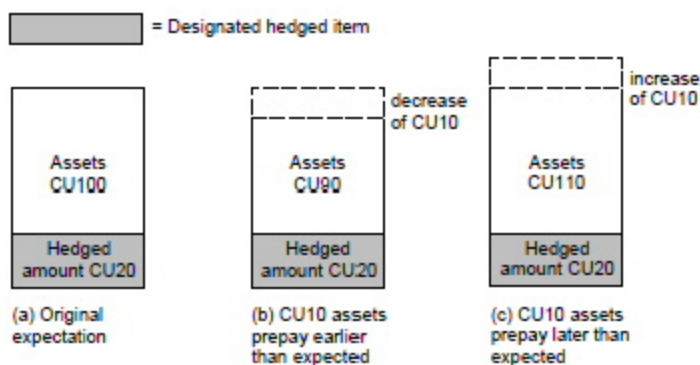 = Designated hedged item
decrease
of CU10
increase
of CU10
Assets
CU100
Assets
CU90
Assets
CU110
Hedged
amount CU20
Hedged
amount CU20
Hedged
amount CU20
(a) Original
expectation
(b) CU10 assets
prepay earlier
than expected
(c) CU10 assets
prepay later than
expected